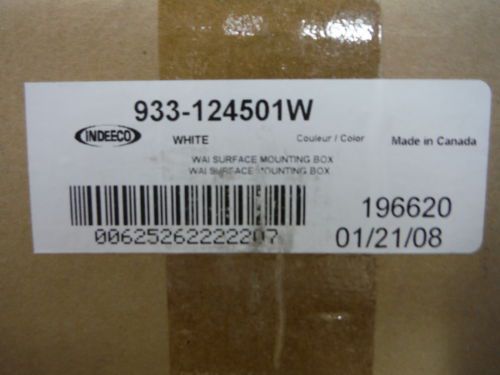 933-124501W
INDEECO WHITE Couleur / Color Made in Canada
WAI SURFACE MOUNTING BOX
WAI SURFACE MOUNTING BOX
196620
00625262222207 01/21/08